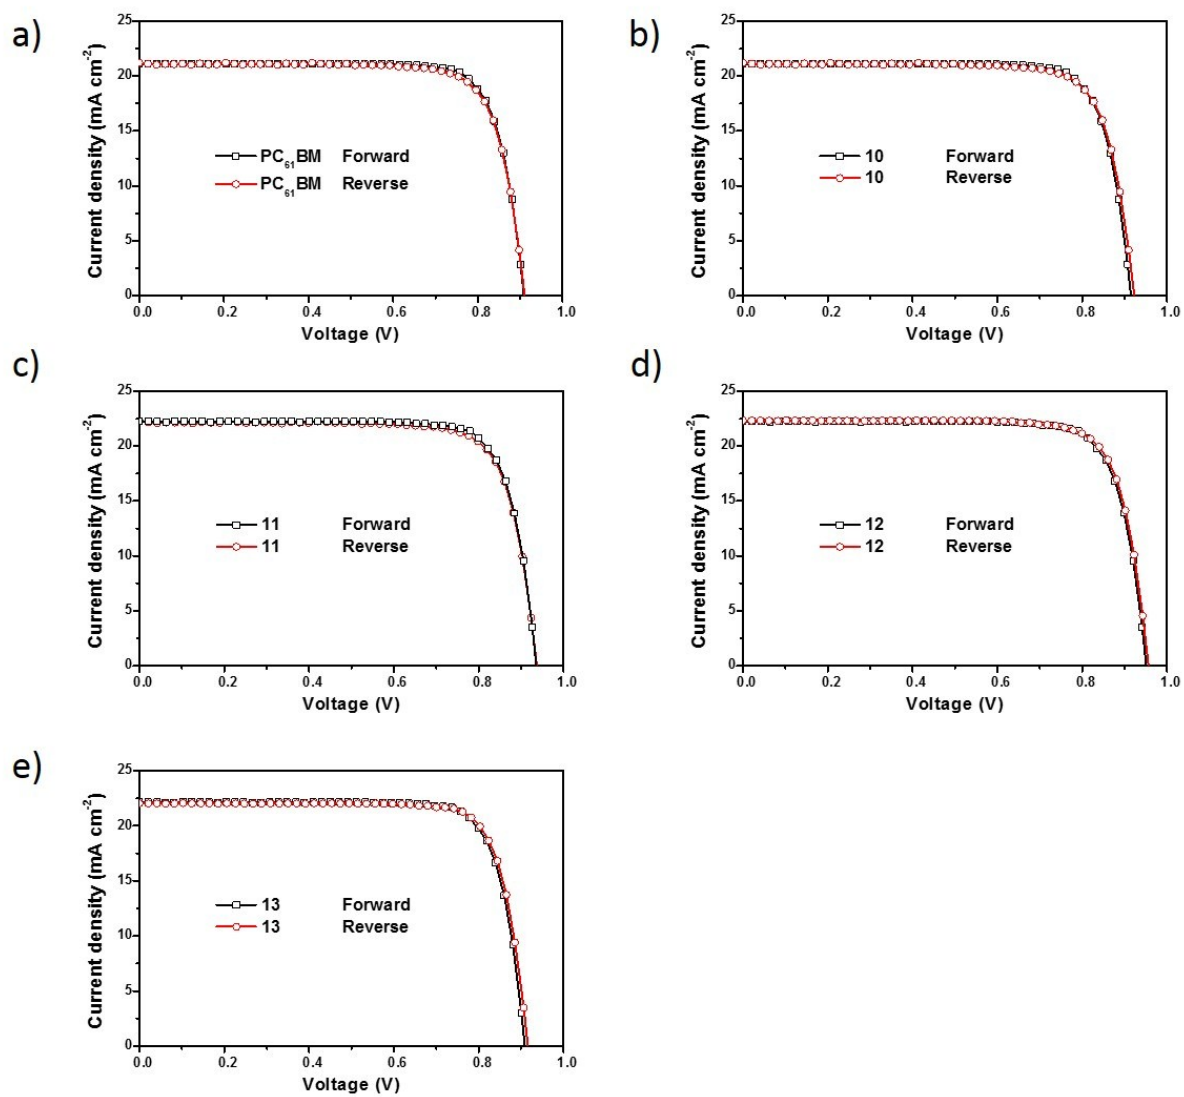 a)
25
20
15
10
5
0
Current density (mA cm-2)
PC61BM Forward
PC61BM Reverse
0.0 0.2 0.4 0.6 0.8 1.0
Voltage (V)
b)
25
20
15
10
5
0
Current density (mA cm-2)
10 Forward
10 Reverse
0.0 0.2 0.4 0.6 0.8 1.0
Voltage (V)
c)
25
20
15
10
5
0
Current density (mA cm-2)
11 Forward
11 Reverse
0.0 0.2 0.4 0.6 0.8 1.0
Voltage (V)
d)
25
20
15
10
5
0
Current density (mA cm-2)
12 Forward
12 Reverse
0.0 0.2 0.4 0.6 0.8 1.0
Voltage (V)
e)
25
20
15
10
5
0
Current density (mA cm-2)
13 Forward
13 Reverse
0.0 0.2 0.4 0.6 0.8 1.0
Voltage (V)